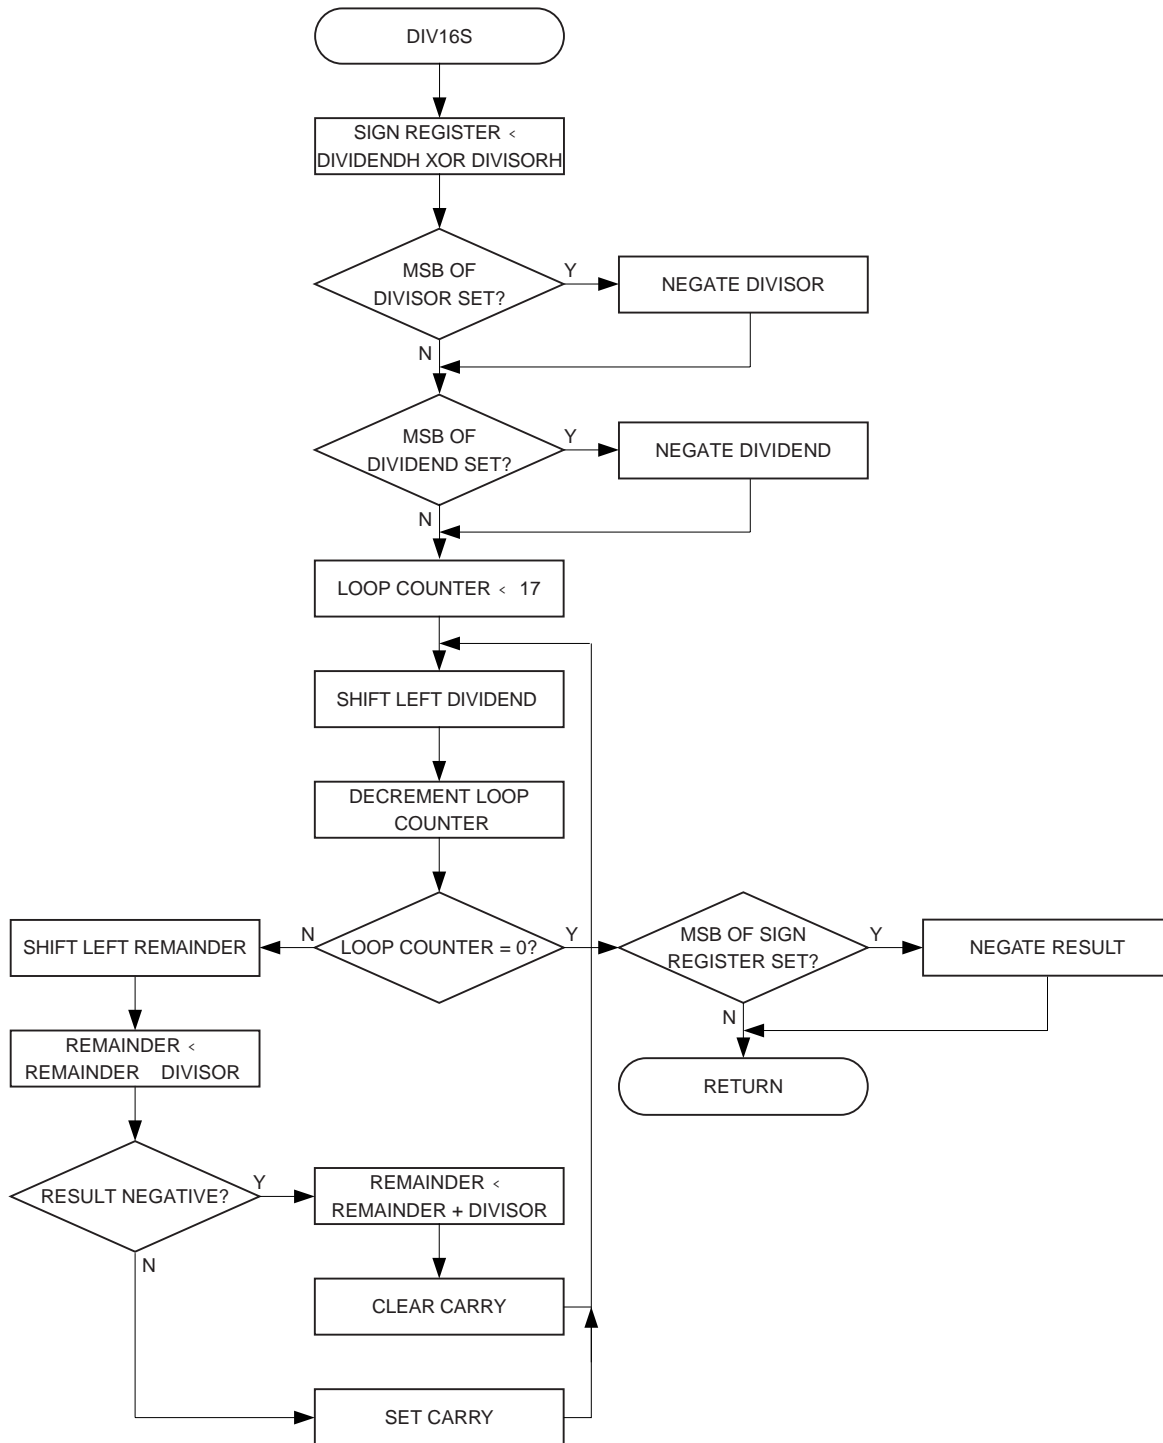 DIV16S
SIGN REGISTER <
DIVIDENDH XOR DIVISORH
MSB OF
DIVISOR SET?
Y
NEGATE DIVISOR
N
MSB OF
DIVIDEND SET?
Y
NEGATE DIVIDEND
N
LOOP COUNTER < 17
SHIFT LEFT DIVIDEND
DECREMENT LOOP
COUNTER
SHIFT LEFT REMAINDER
N
LOOP COUNTER = 0?
Y
MSB OF SIGN
REGISTER SET?
Y
NEGATE RESULT
N
REMAINDER <
REMAINDER DIVISOR
RETURN
RESULT NEGATIVE?
Y
REMAINDER <
REMAINDER + DIVISOR
N
CLEAR CARRY
SET CARRY